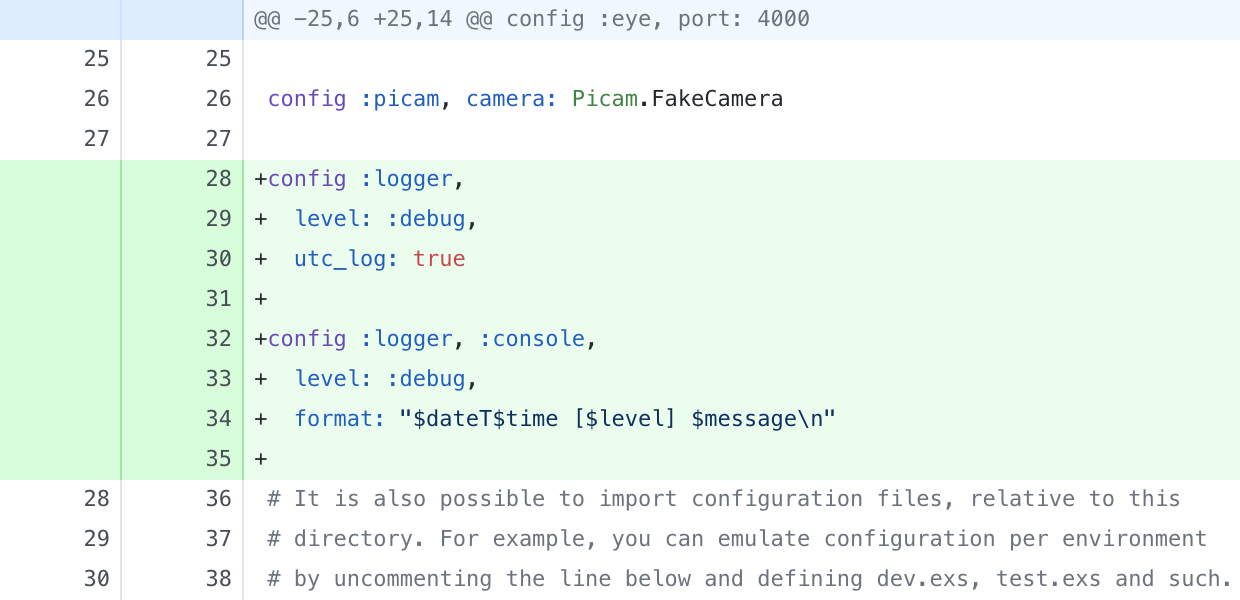 @@ -25,6 +25,14 @@ config :eye, port: 4000
25 25
26 26 config :picam, camera: Picam.FakeCamera
27 27
28 +config :logger,
29 +  level: :debug,
30 +  utc_log: true
31 +
32 +config :logger, :console,
33 +  level: :debug,
34 +  format: "$dateT$time [$level] $message\n"
35 +
28 36 # It is also possible to import configuration files, relative to this
29 37 # directory. For example, you can emulate configuration per environment
30 38 # by uncommenting the line below and defining dev.exs, test.exs and such.